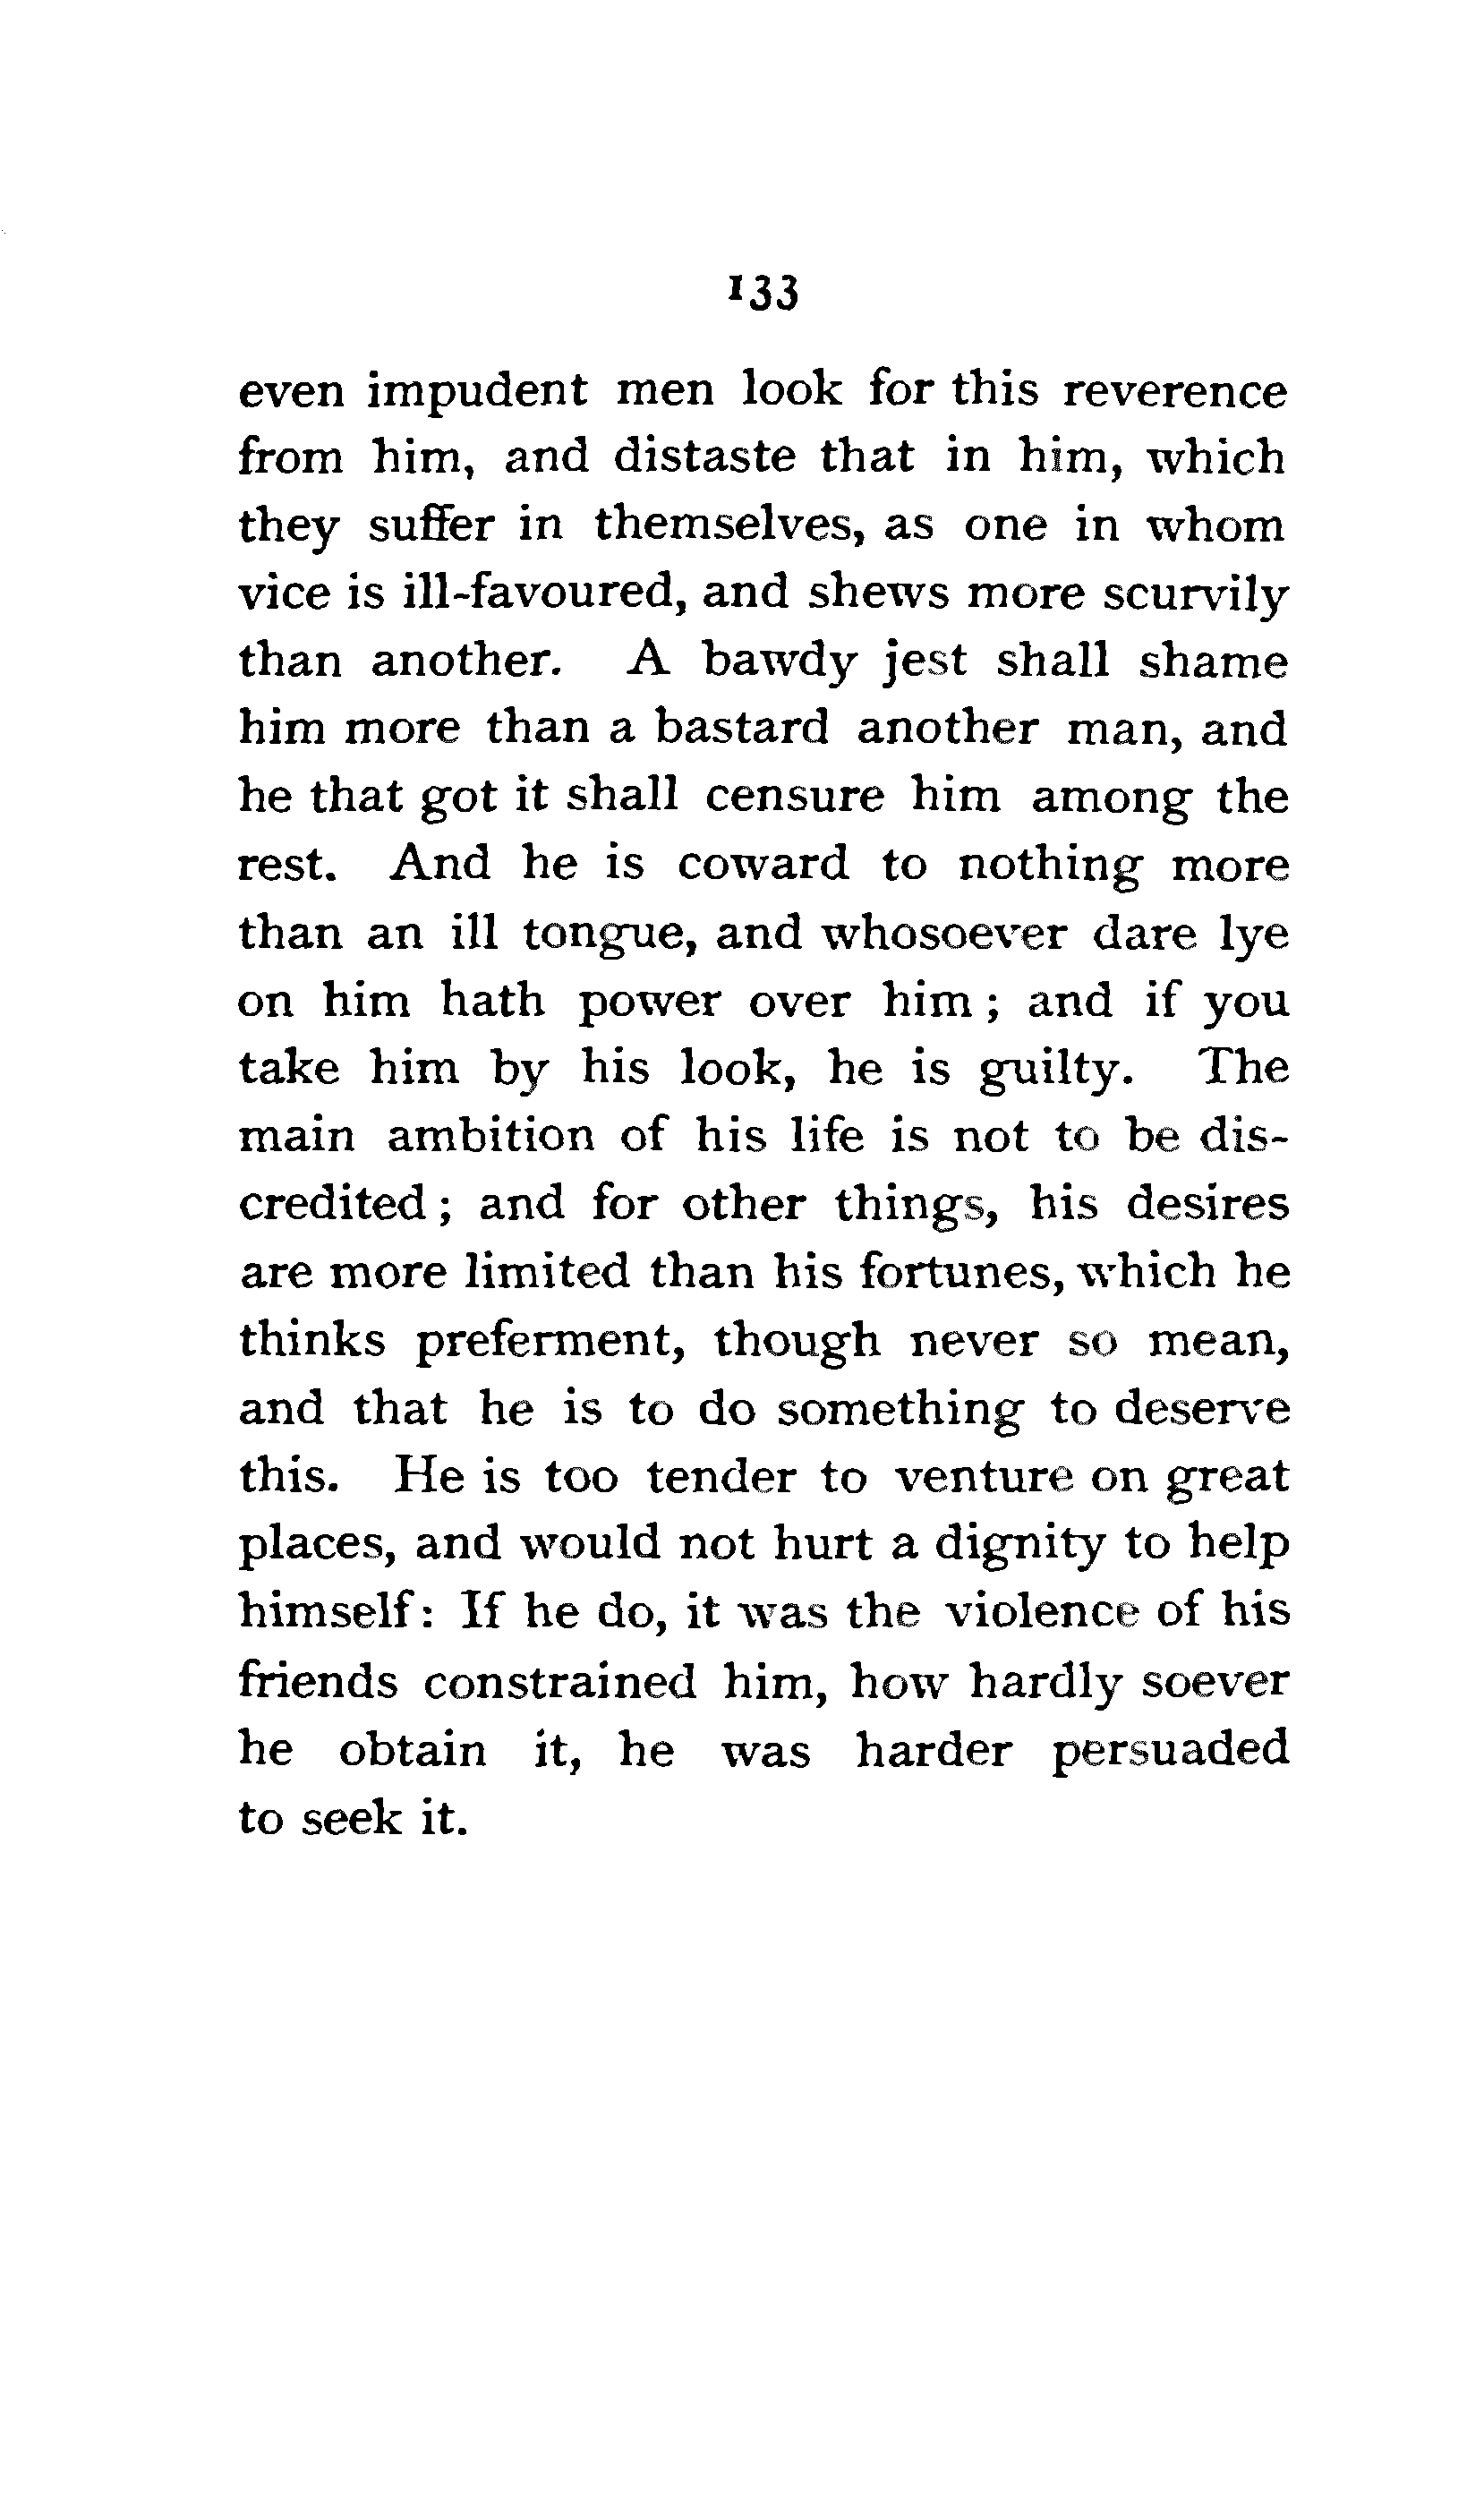 133
even impudent men look for this reverence
from him, and distaste that in him, which
they suffer in themselves, as one in whom
vice is ill-favoured, and shews more scurvily
than another. A bawdy jest shall shame
him more than a bastard another man, and
he that got it shall censure him among the
rest. And he is coward to nothing more
than an ill tongue, and whosoever dare lye
on him hath power over him ; and if you
take him by his look, he is guilty. The
main ambition of his life is not to be dis-
credited ; and for other things, his desires
are more limited than his fortunes, which he
thinks preferment, though never so mean,
and that he is to do something to deserve
this. He is too tender to venture on great
places, and would not hurt a dignity to help
himself: If he do, it was the violence of his
friends constrained him, how hardly soever
he obtain it, he was harder persuaded
to seek it.